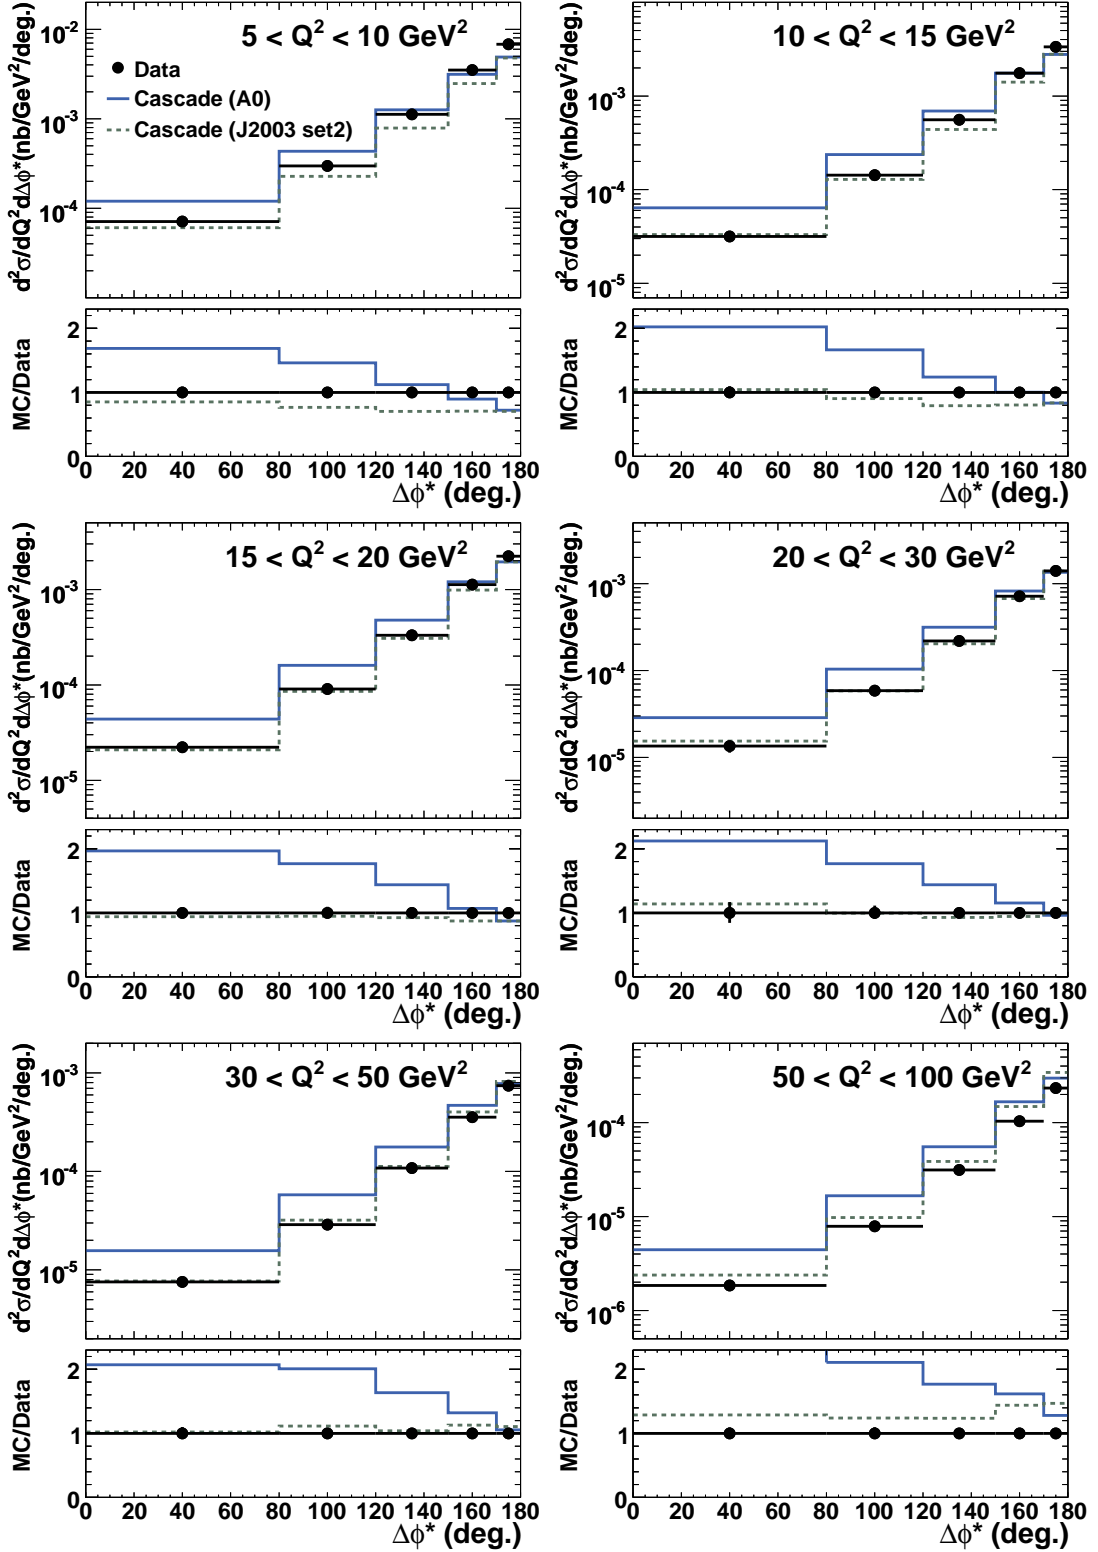 5 < Q² < 10 GeV²
Data
Cascade (A0)
Cascade (J2003 set2)
d²σ/dQ²dΔϕ*(nb/GeV²/deg.)
10⁻²
10⁻³
10⁻⁴
MC/Data
2
1
0
0 20 40 60 80 100 120 140 160 180
Δϕ* (deg.)
10 < Q² < 15 GeV²
d²σ/dQ²dΔϕ*(nb/GeV²/deg.)
10⁻³
10⁻⁴
10⁻⁵
MC/Data
2
1
0
0 20 40 60 80 100 120 140 160 180
Δϕ* (deg.)
15 < Q² < 20 GeV²
d²σ/dQ²dΔϕ*(nb/GeV²/deg.)
10⁻³
10⁻⁴
10⁻⁵
MC/Data
2
1
0
0 20 40 60 80 100 120 140 160 180
Δϕ* (deg.)
20 < Q² < 30 GeV²
d²σ/dQ²dΔϕ*(nb/GeV²/deg.)
10⁻³
10⁻⁴
10⁻⁵
MC/Data
2
1
0
0 20 40 60 80 100 120 140 160 180
Δϕ* (deg.)
30 < Q² < 50 GeV²
d²σ/dQ²dΔϕ*(nb/GeV²/deg.)
10⁻³
10⁻⁴
10⁻⁵
MC/Data
2
1
0
0 20 40 60 80 100 120 140 160 180
Δϕ* (deg.)
50 < Q² < 100 GeV²
d²σ/dQ²dΔϕ*(nb/GeV²/deg.)
10⁻⁴
10⁻⁵
10⁻⁶
MC/Data
2
1
0
0 20 40 60 80 100 120 140 160 180
Δϕ* (deg.)